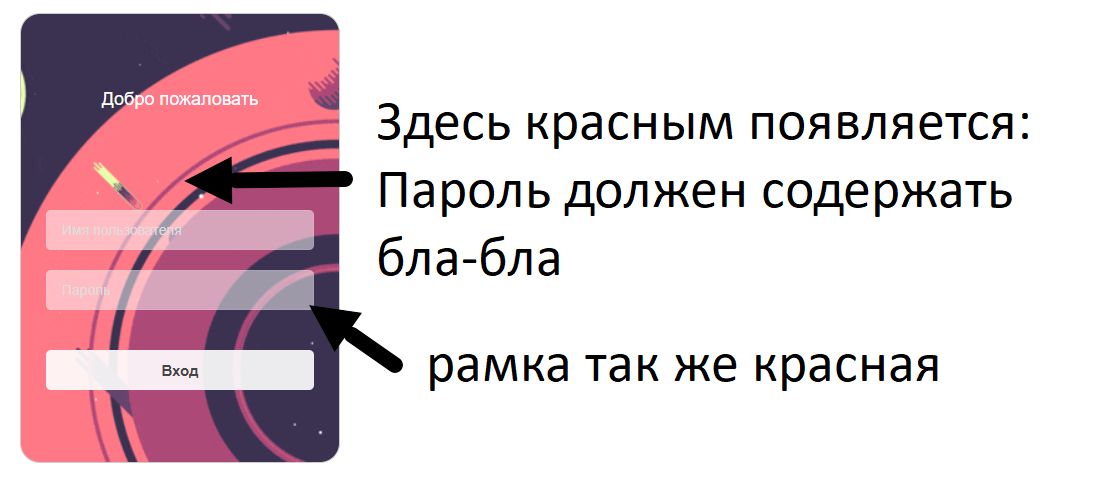 Добро пожаловать
Здесь красным появляется:
Пароль должен содержать
бла-бла
Имя пользователя
Пароль
рамка так же красная
Вход